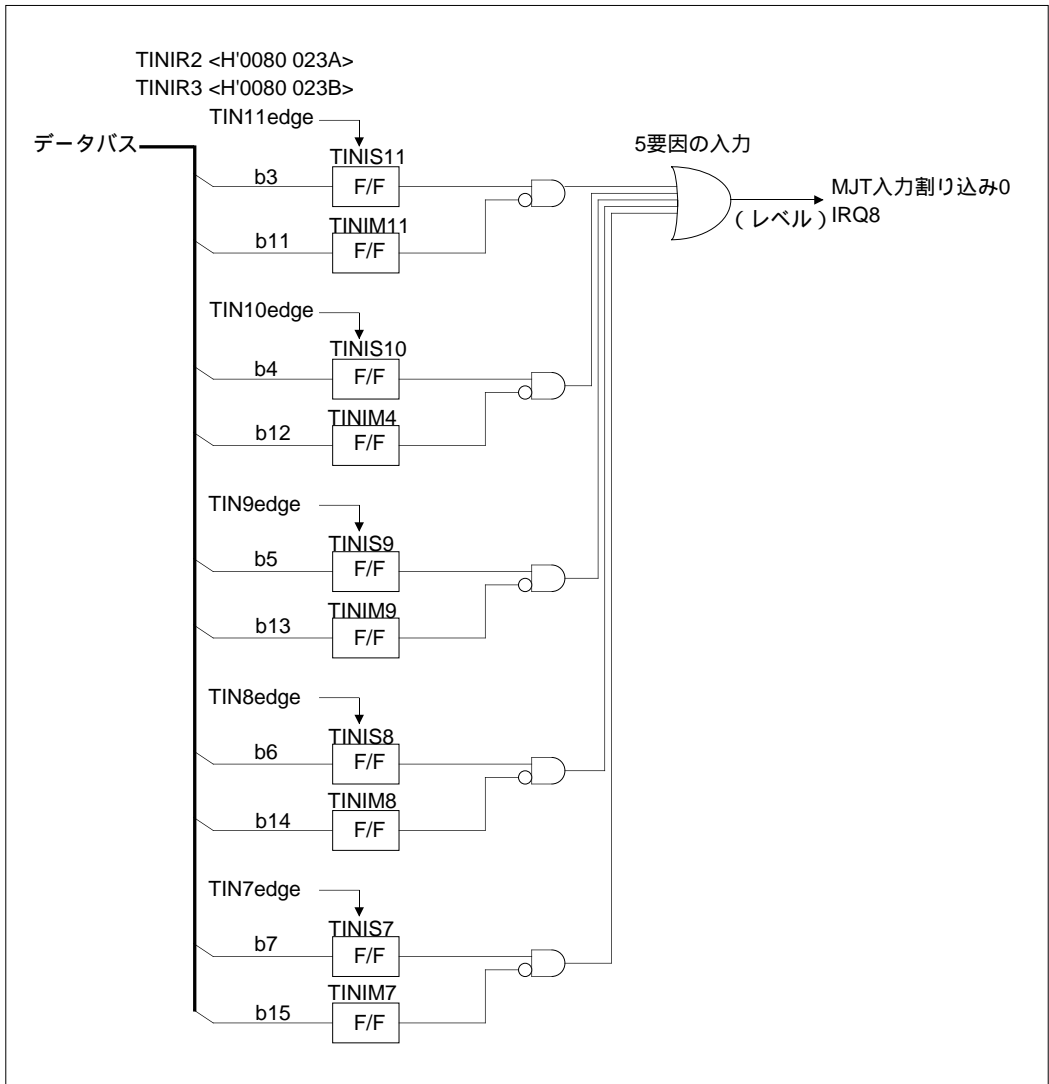 TINIR2 <H'0080 023A>
TINIR3 <H'0080 023B>
TIN11edge
データバス
TINIS11
5要因の入力
b3
F/F
MJT入力割り込み0
(レベル)
IRQ8
TINIM11
b11
F/F
TIN10edge
TINIS10
b4
F/F
TINIM4
b12
F/F
TIN9edge
TINIS9
b5
F/F
TINIM9
b13
F/F
TIN8edge
TINIS8
b6
F/F
TINIM8
b14
F/F
TIN7edge
TINIS7
b7
F/F
TINIM7
b15
F/F